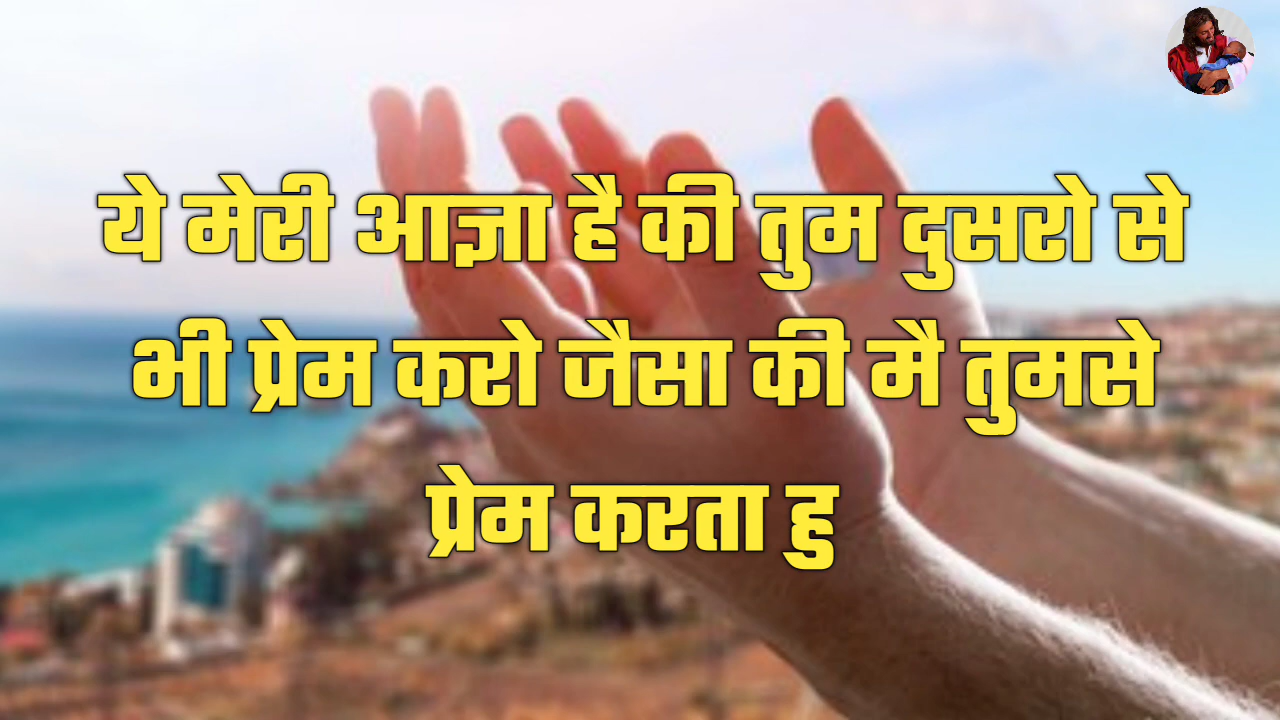 ये मेरी आज्ञा है की तुम दुसरो से
भी प्रेम करो जैसा की मै तुमसे
प्रेम करता हु